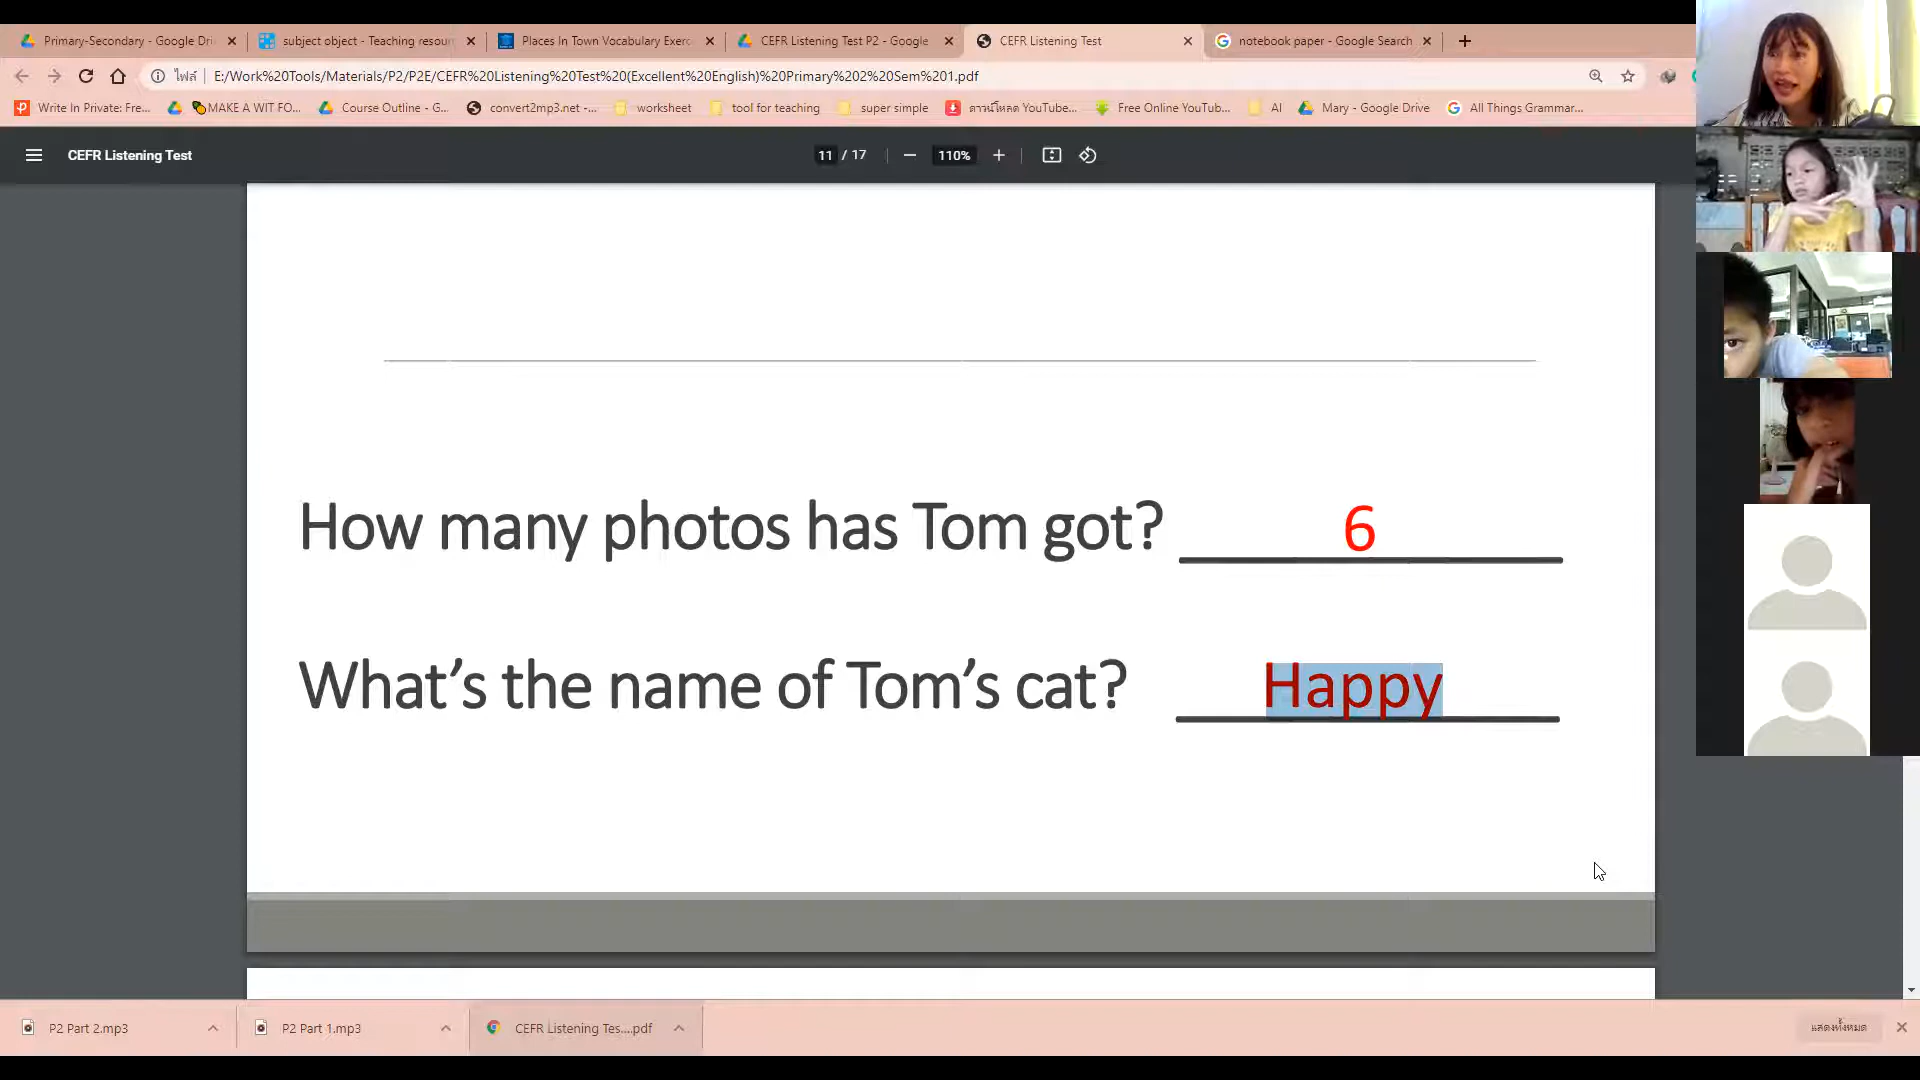 Primary-Secondary - Google Dri
subject object - Teaching resour
Places In Town Vocabulary Exerc
CEFR Listening Test P2 - Google
CEFR Listening Test
notebook paper - Google Search
ไฟล์
E:/Work%20Tools/Materials/P2/P2E/CEFR%20Listening%20Test%20(Excellent%20English)%20Primary%202%20Sem%201.pdf
Write In Private: Fre...
MAKE A WIT FO...
Course Outline - G...
convert2mp3.net -...
worksheet
tool for teaching
super simple
ดาวน์โหลด YouTube...
Free Online YouTub...
AI
Mary - Google Drive
All Things Grammar...
CEFR Listening Test
11 / 17
110%
How many photos has Tom got? 6
What's the name of Tom's cat? Happy
P2 Part 2.mp3
P2 Part 1.mp3
CEFR Listening Tes....pdf
แสดงทั้งหมด